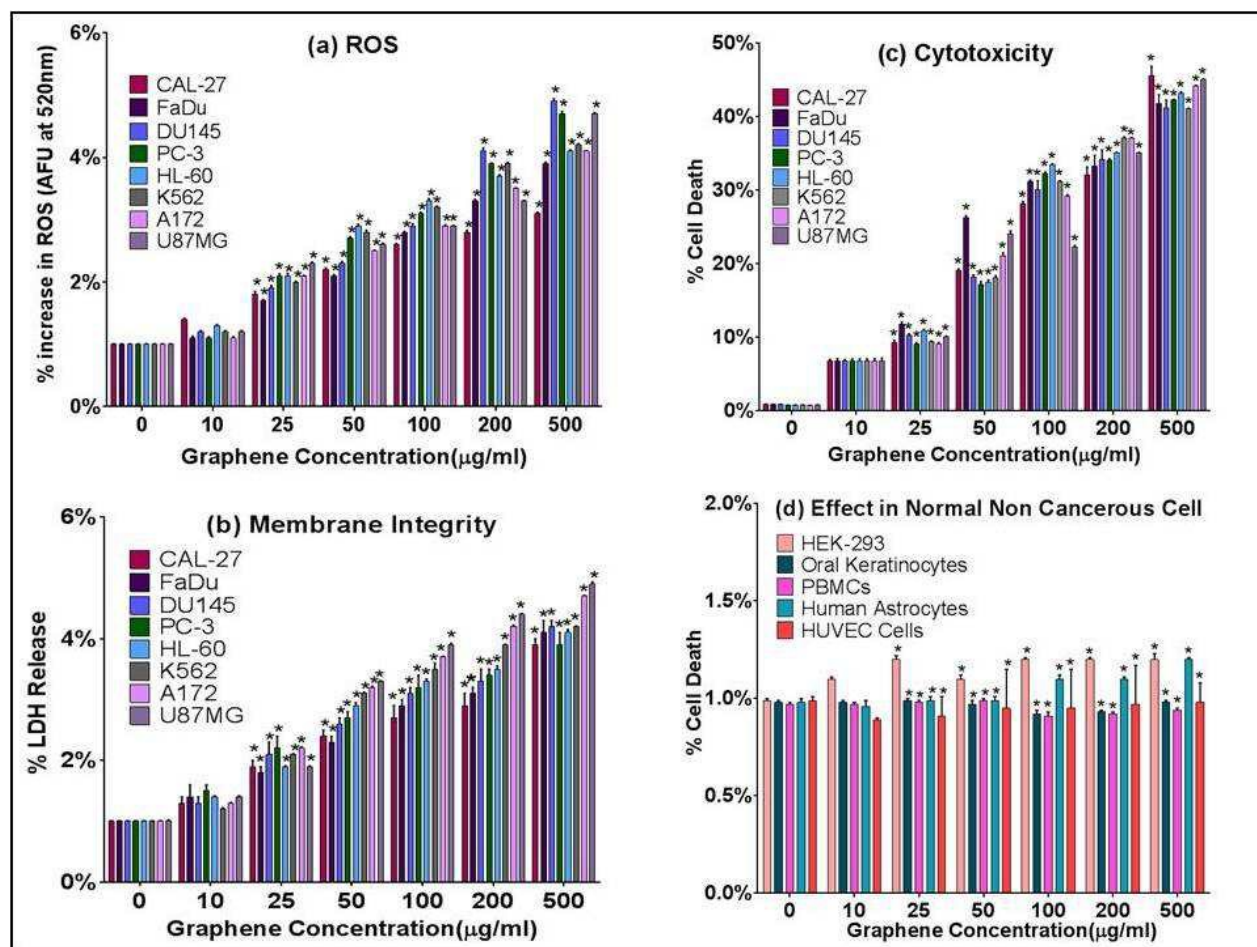 (a) ROS
% increase in ROS (AFU at 520nm)
6%
4%
2%
0%
CAL-27
FaDu
DU145
PC-3
HL-60
K562
A172
U87MG
0 10 25 50 100 200 500
Graphene Concentration(μg/ml)
(c) Cytotoxicity
% Cell Death
50%
40%
30%
20%
10%
0%
CAL-27
FaDu
DU145
PC-3
HL-60
K562
A172
U87MG
0 10 25 50 100 200 500
Graphene Concentration(μg/ml)
(b) Membrane Integrity
% LDH Release
6%
4%
2%
0%
CAL-27
FaDu
DU145
PC-3
HL-60
K562
A172
U87MG
0 10 25 50 100 200 500
Graphene Concentration(μg/ml)
(d) Effect in Normal Non Cancerous Cell
% Cell Death
2.0%
1.5%
1.0%
0.5%
0.0%
HEK-293
Oral Keratinocytes
PBMCs
Human Astrocytes
HUVEC Cells
0 10 25 50 100 200 500
Graphene Concentration(μg/ml)